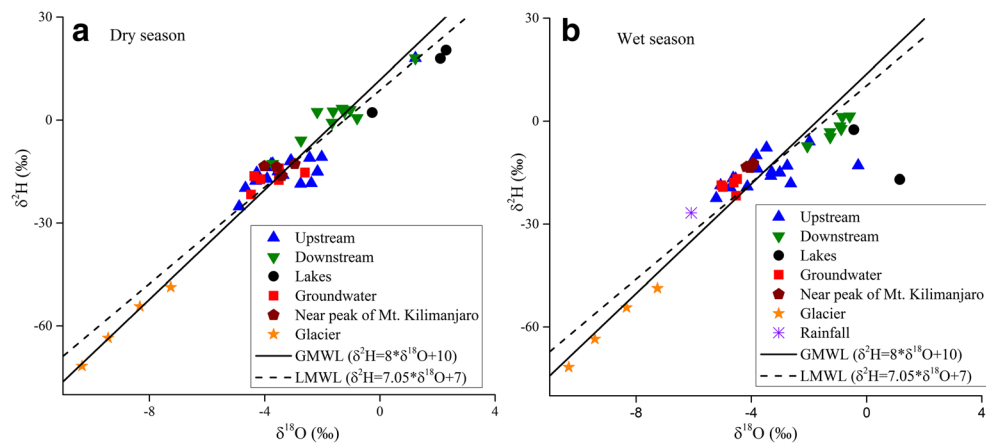 a Dry season
30
0
-30
-60
δ²H (‰)
Upstream
Downstream
Lakes
Groundwater
Near peak of Mt. Kilimanjaro
Glacier
GMWL (δ²H=8*δ¹⁸O+10)
LMWL (δ²H=7.05*δ¹⁸O+7)
-8 -4 0 4
δ¹⁸O (‰)
b Wet season
30
0
-30
-60
δ²H (‰)
Upstream
Downstream
Lakes
Groundwater
Near peak of Mt. Kilimanjaro
Glacier
Rainfall
GMWL (δ²H=8*δ¹⁸O+10)
LMWL (δ²H=7.05*δ¹⁸O+7)
-8 -4 0 4
δ¹⁸O (‰)